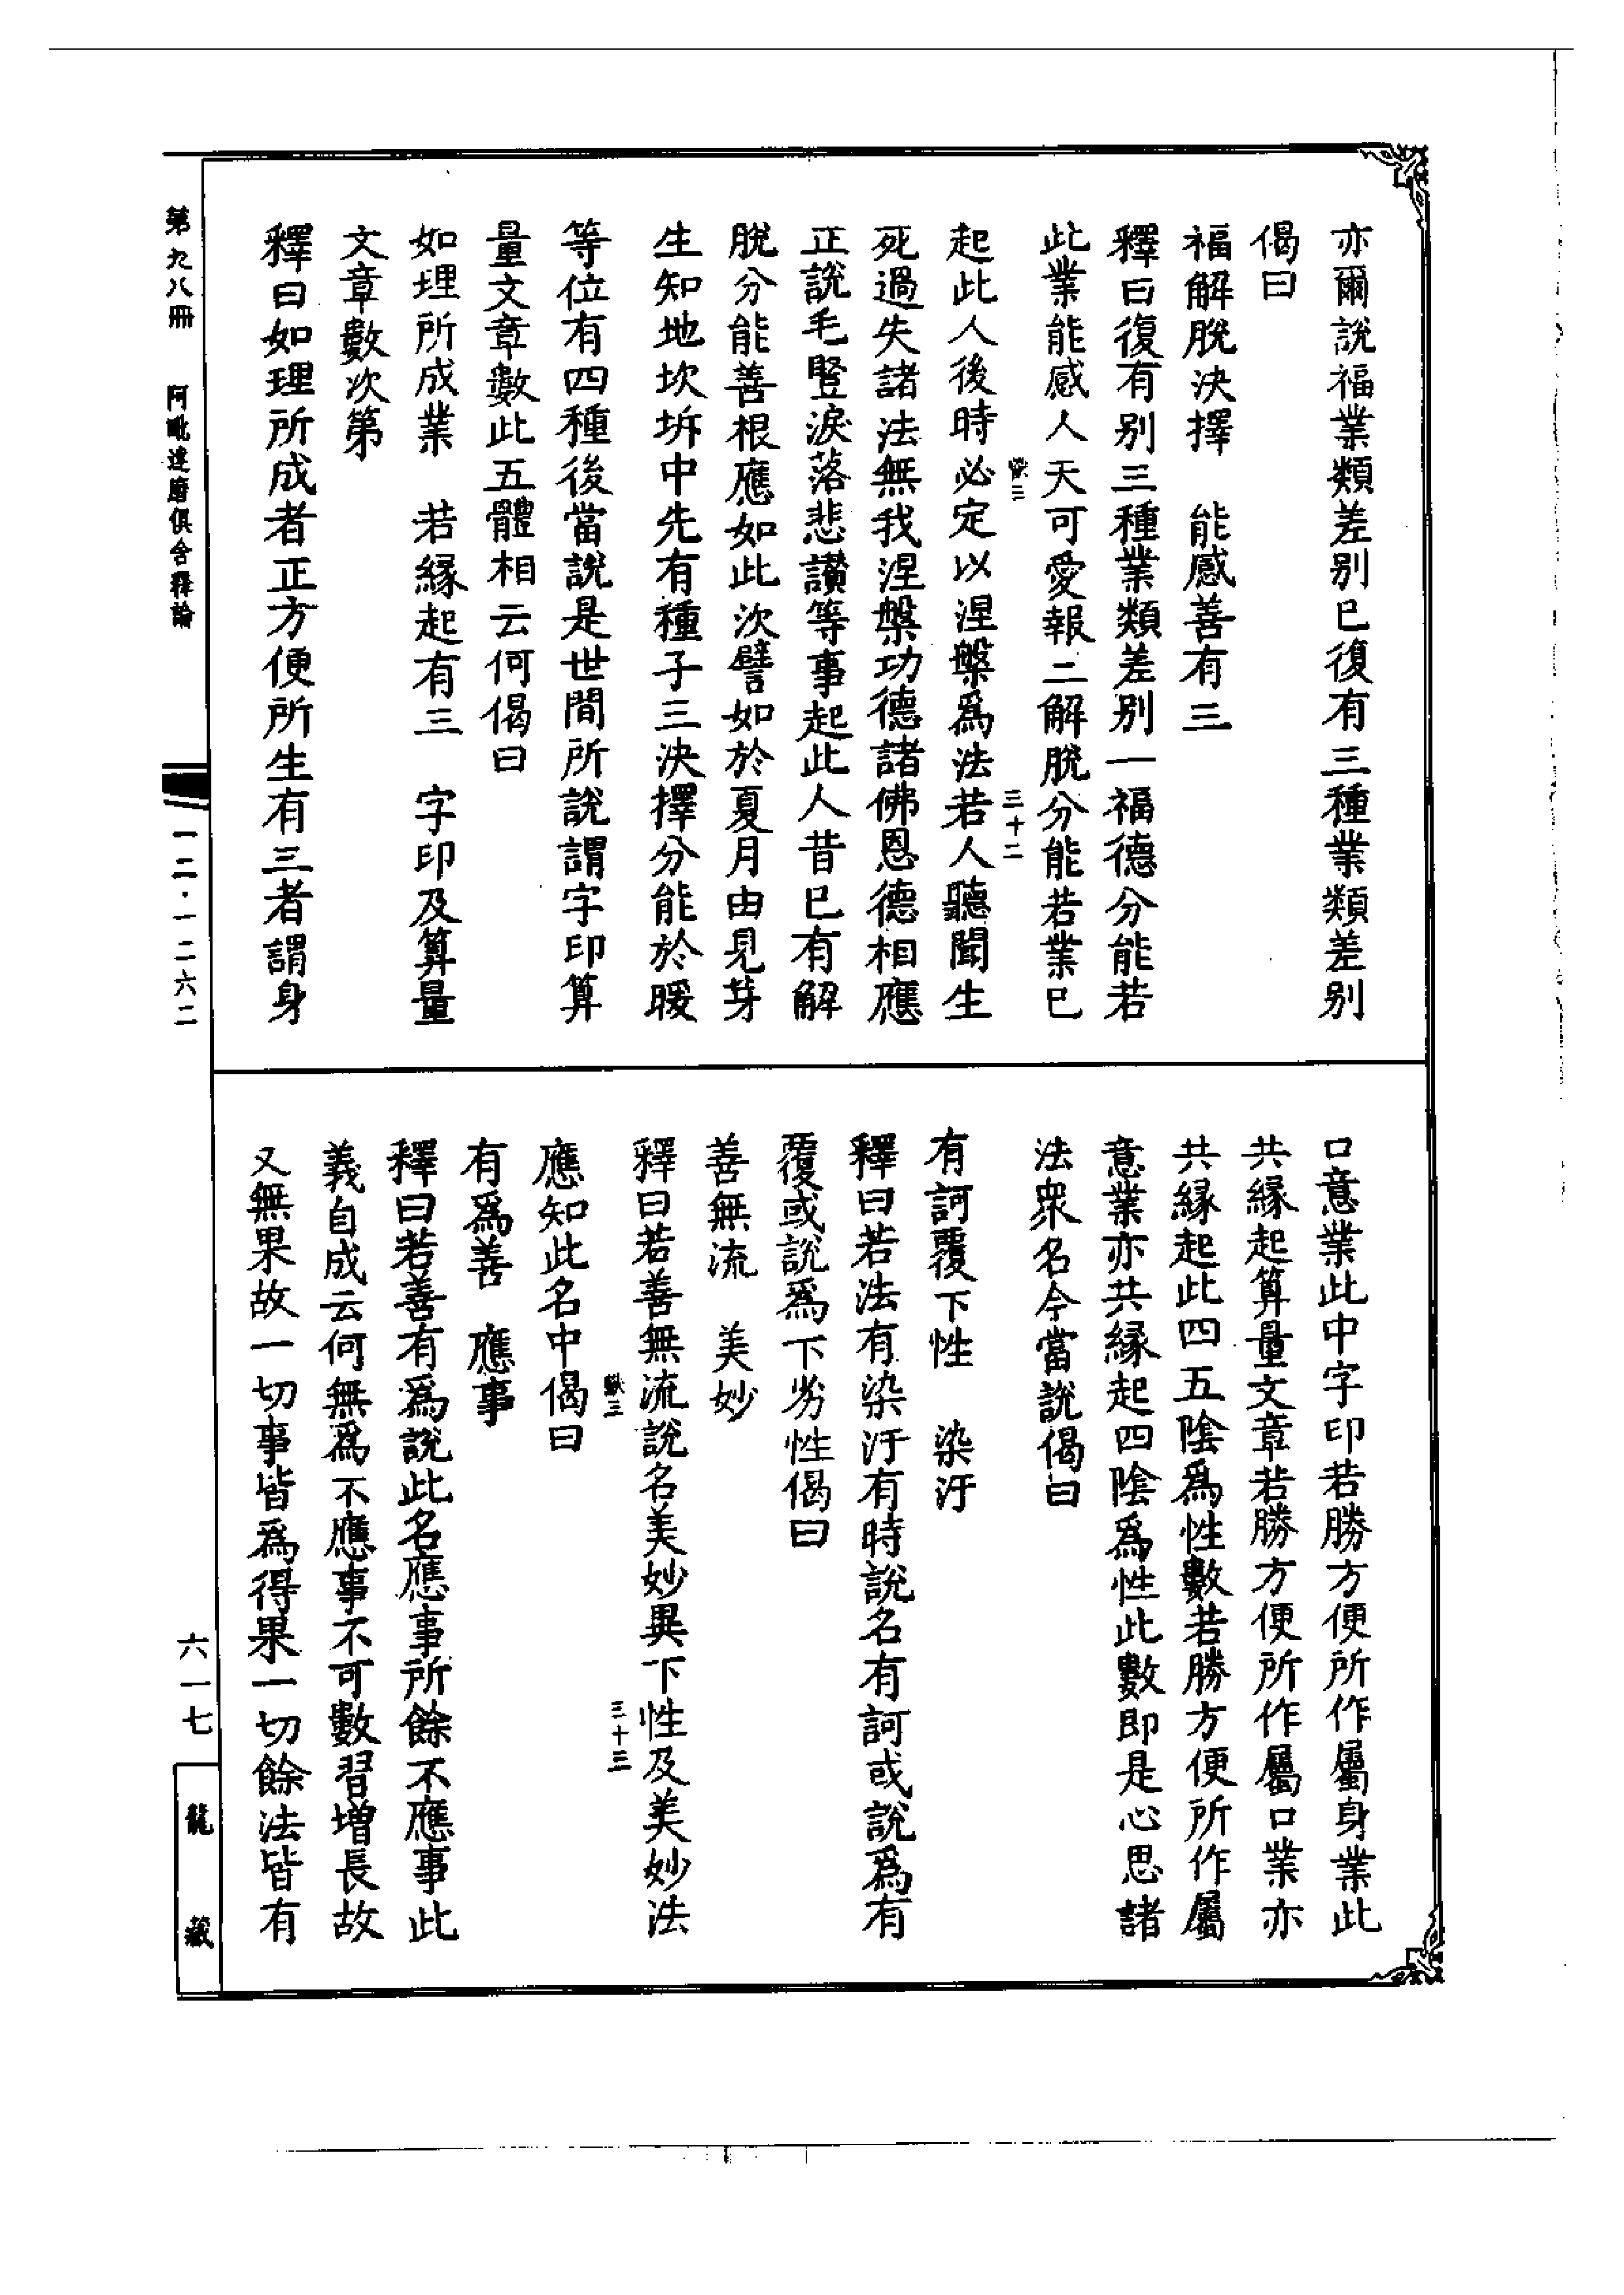 亦爾說福業類差别已復有三種業類差别
偈曰
福解脫決擇　能感善有三
釋曰復有别三種業類差别一福德分能若
此業能感人天可愛報二解脫分能若業已
三十二
起此人後時必定以涅槃爲法若人聽聞生
死過失諸法無我涅槃功德諸佛恩德相應
正說毛豎淚落悲讚等事起此人昔已有解
脫分能善根應如此次譬如於夏月由見芽
生知地坎坼中先有種子三決擇分能於暖
等位有四種後當說是世間所說謂字印算
量文章數此五體相云何偈曰
如理所成業　若縁起有三　字印及算量
文章數次第
釋曰如理所成者正方便所生有三者謂身
口意業此中字印若勝方便所作屬身業此
共縁起算量文章若勝方便所作屬口業亦
共縁起此四五陰爲性數若勝方便所作屬
意業亦共縁起四陰爲性此數即是心思諸
法衆名今當說偈曰
有訶覆下性　染汙
釋曰若法有染汙有時說名有訶或說爲有
覆或說爲下劣性偈曰
善無流　美妙
釋曰若善無流說名美妙異下性及美妙法
三十三
應知此名中偈曰
有爲善　應事
釋曰若善有爲說此名應事所餘不應事此
義自成云何無爲不應事不可數習增長故
又無果故一切事皆爲得果一切餘法皆有
第九八冊　阿毗達磨俱舍釋論
一二·一二六二
六一七
龍藏